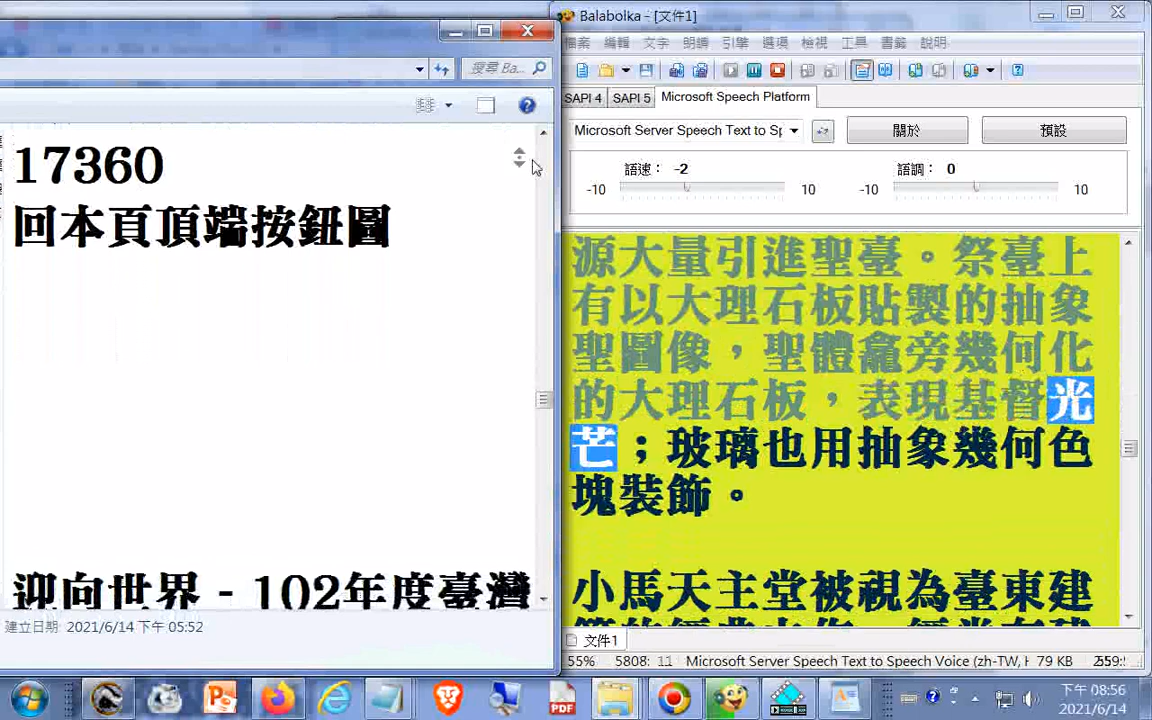 Balabolka - [文件1]
檔案 編輯 文字 朗讀 引擎 選項 檢視 工具 書籤 說明
搜尋 Ba...
SAPI 4 SAPI 5 Microsoft Speech Platform
Microsoft Server Speech Text to Sp
關於 預設
語速： -2
-10 10
語調： 0
-10 10
17360
回本頁頂端按鈕圖
迎向世界－102年度臺灣
建立日期: 2021/6/14 下午 05:52
源大量引進聖臺。祭臺上
有以大理石板貼製的抽象
聖圖像，聖體龕旁幾何化
的大理石板，表現基督光
芒；玻璃也用抽象幾何色
塊裝飾。
小馬天主堂被視為臺東建
文件1
55% 5808: 11 Microsoft Server Speech Text to Speech Voice (zh-TW, H 79 KB
PDF
下午 08:56
2021/6/14